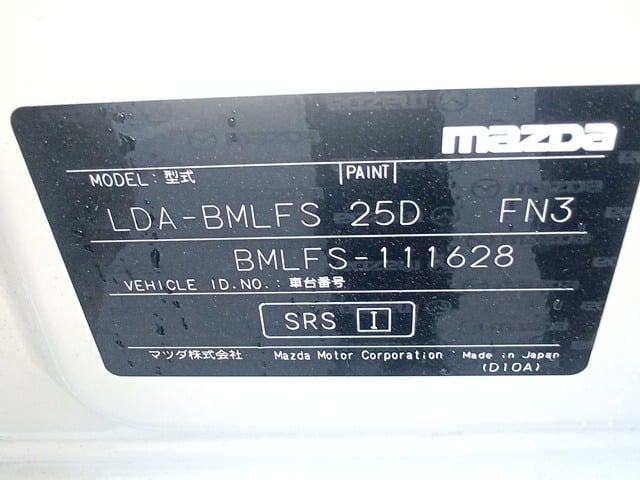 mazda
MODEL: 型式 PAINT
LDA-BMLFS 25D FN3
BMLFS-111628
VEHICLE ID.NO.: 車台番号
SRS I
マツダ株式会社 Mazda Motor Corporation Made in Japan
(D10A)